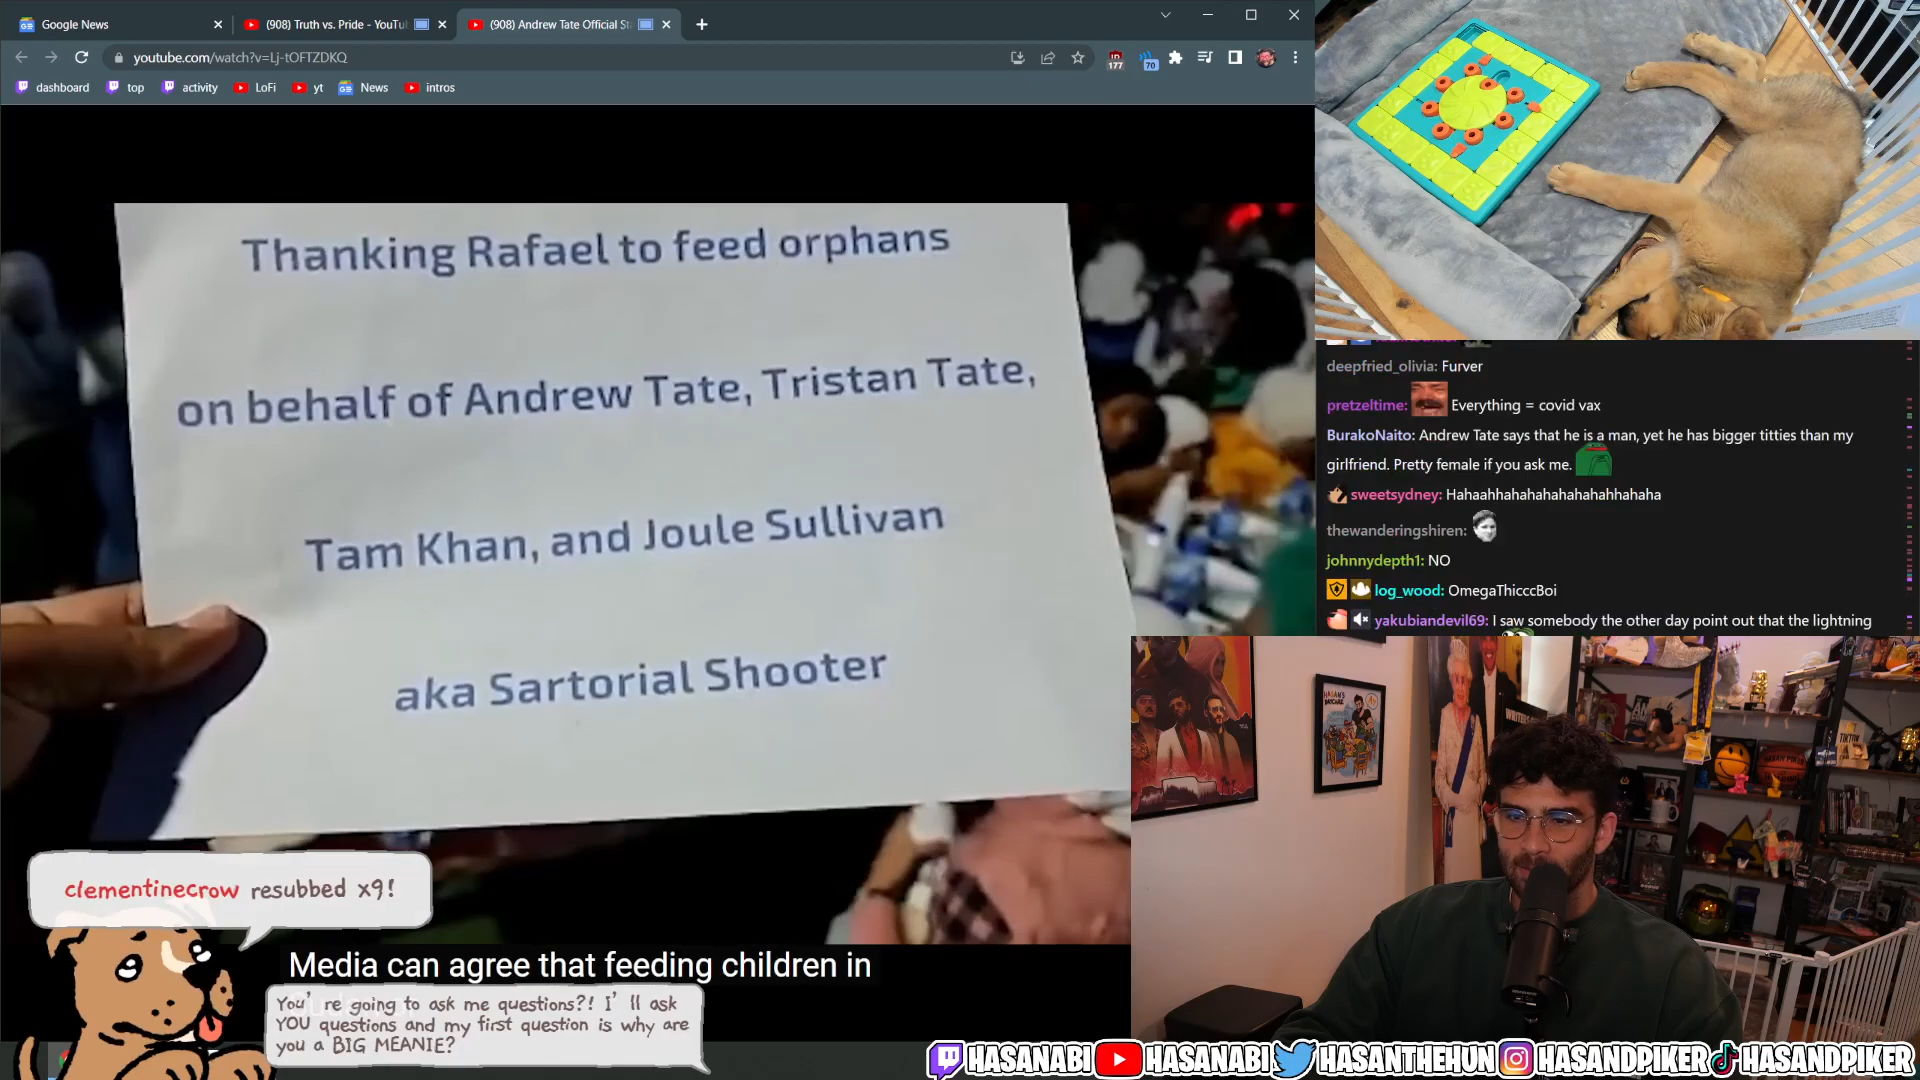 Google News
(908) Truth vs. Pride - YouTu
(908) Andrew Tate Official St
youtube.com/watch?v=Lj-tOFTZDKQ
177
70
dashboard
top
activity
LoFi
yt
News
intros
Thanking Rafael to feed orphans
on behalf of Andrew Tate, Tristan Tate,
Tam Khan, and Joule Sullivan
aka Sartorial Shooter
deepfried_olivia: Furver
pretzeltime: Everything = covid vax
BurakoNaito: Andrew Tate says that he is a man, yet he has bigger titties than my
girlfriend. Pretty female if you ask me.
sweetsydney: Hahaahhahahahahahahahhahaha
thewanderingshiren:
johnnydepth1: NO
log_wood: OmegaThicccBoi
yakubiandevil69: I saw somebody the other day point out that the lightning
clementinecrow resubbed x9!
Media can agree that feeding children in
You're going to ask me questions?! I'll ask
YOU questions and my first question is why are
you a BIG MEANIE?
HASANABI HASANABI HASANTHEHUN HASANDPIKER HASANDPIKER